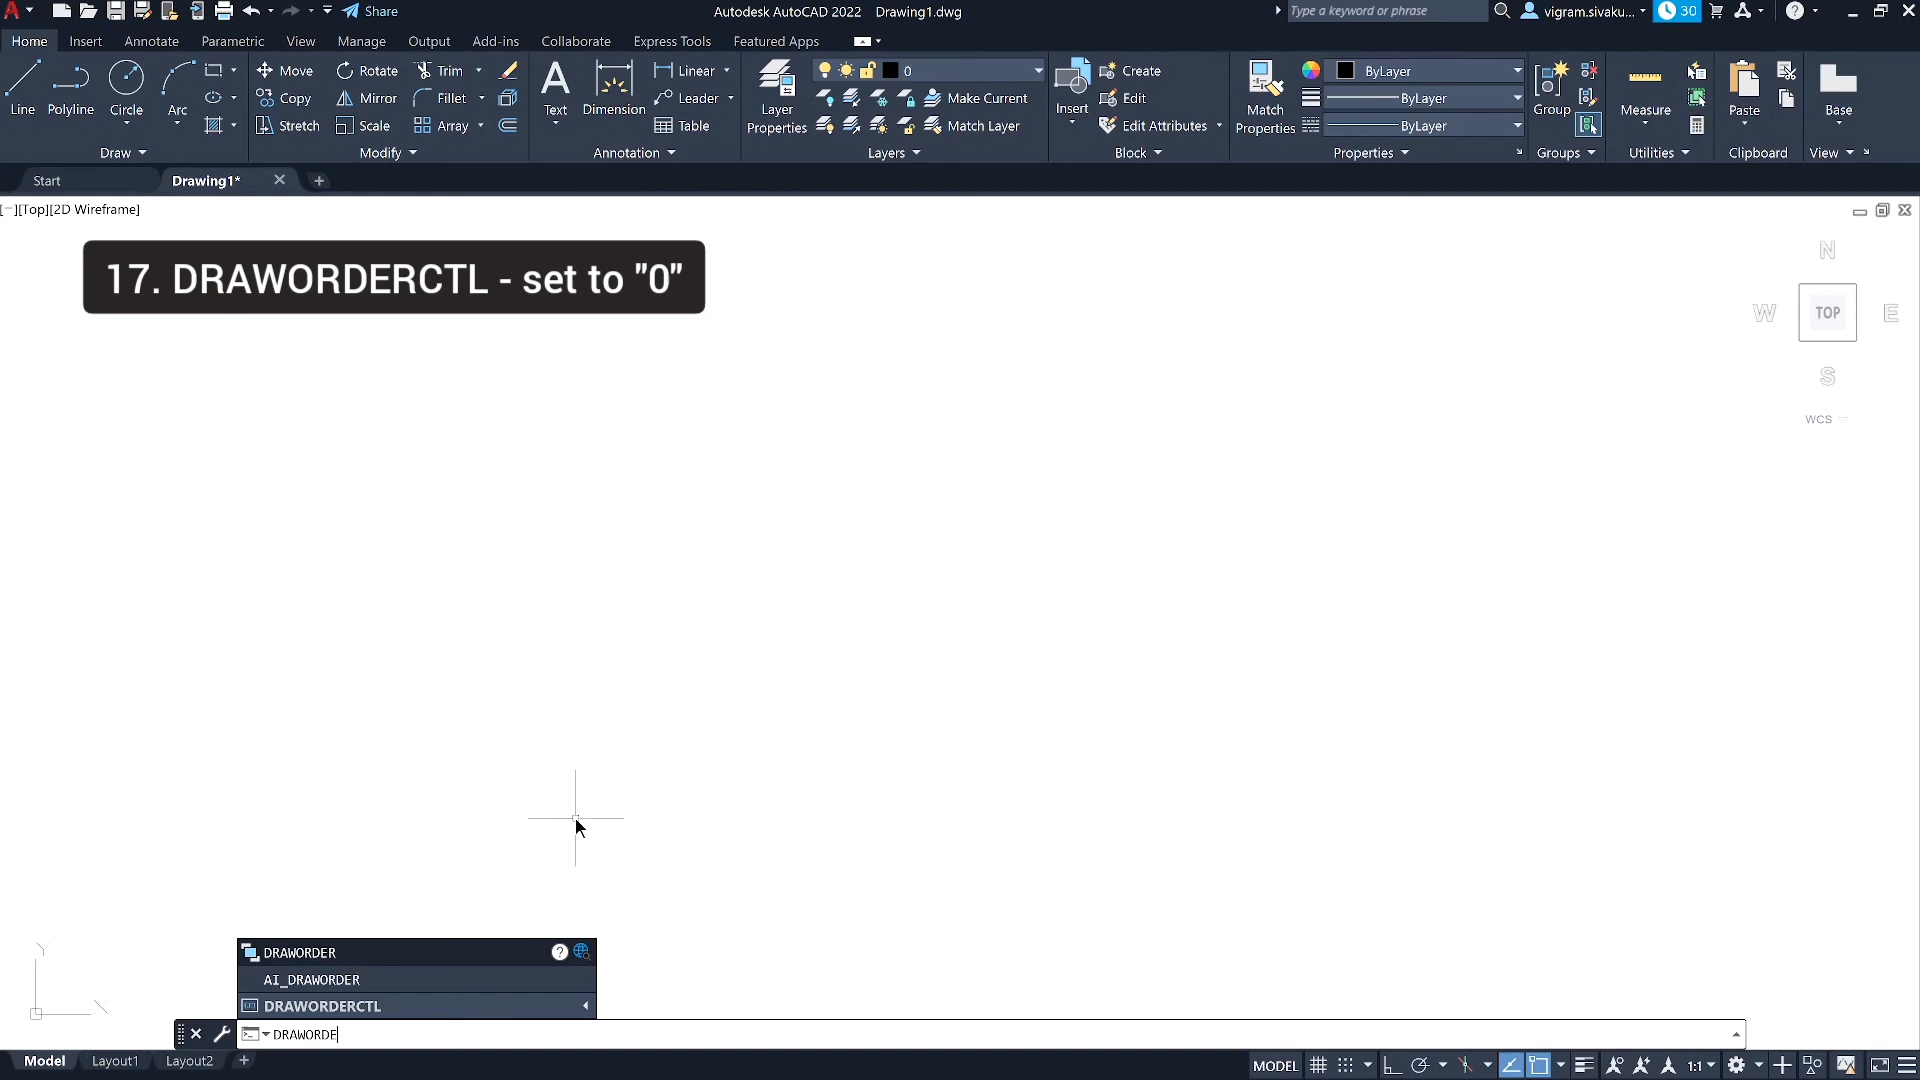 Share
Autodesk AutoCAD 2022 Drawing1.dwg
Type a keyword or phrase
vigram.sivaku...
30
Home Insert Annotate Parametric View Manage Output Add-ins Collaborate Express Tools Featured Apps
Line
Polyline
Circle
Arc
Move
Copy
Stretch
Rotate
Mirror
Scale
Trim
Fillet
Array
Text
Dimension
Linear
Leader
Table
Layer
Properties
0
Make Current
Match Layer
Insert
Create
Edit
Edit Attributes
Match
Properties
ByLayer
ByLayer
ByLayer
Group
Measure
Paste
Base
Draw Modify Annotation Layers Block Properties Groups Utilities Clipboard View
Start Drawing1*
[−][Top][2D Wireframe]
17. DRAWORDERCTL - set to "0"
N
W TOP E
S
WCS
DRAWORDER
AI_DRAWORDER
DRAWORDERCTL
DRAWORDE
Model Layout1 Layout2
MODEL
1:1